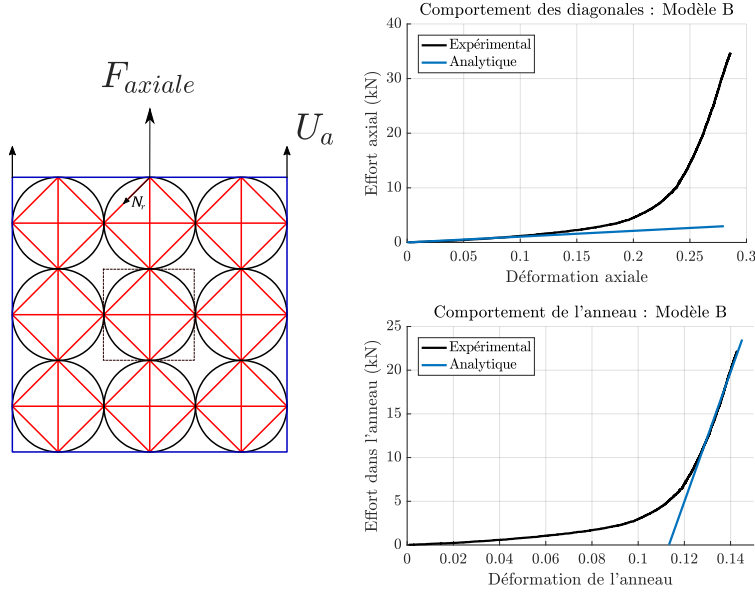 F_axiale
U_a
N_r
Comportement des diagonales : Modèle B
Effort axial (kN)
40
30
20
10
0
Expérimental
Analytique
0 0.05 0.1 0.15 0.2 0.25 0.3
Déformation axiale
Comportement de l'anneau : Modèle B
Effort dans l'anneau (kN)
25
20
15
10
5
0
Expérimental
Analytique
0 0.02 0.04 0.06 0.08 0.1 0.12 0.14
Déformation de l'anneau